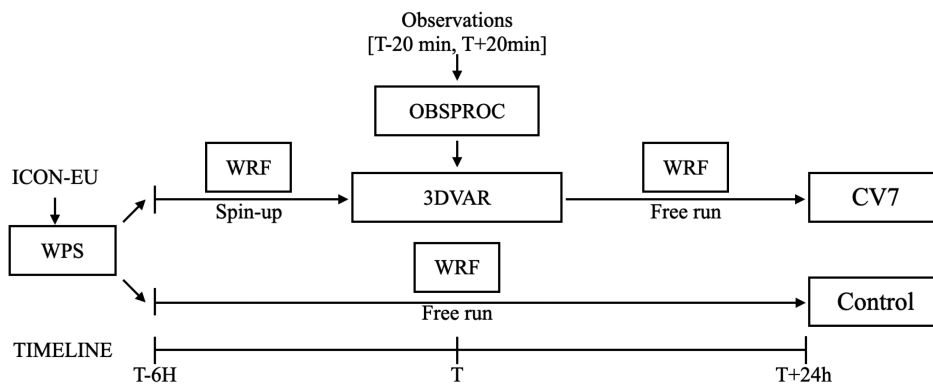 Observations
[T-20 min, T+20min]
OBSPROC
WRF
WRF
ICON-EU
3DVAR
CV7
Spin-up
Free run
WPS
WRF
Control
Free run
TIMELINE
T-6H
T
T+24h